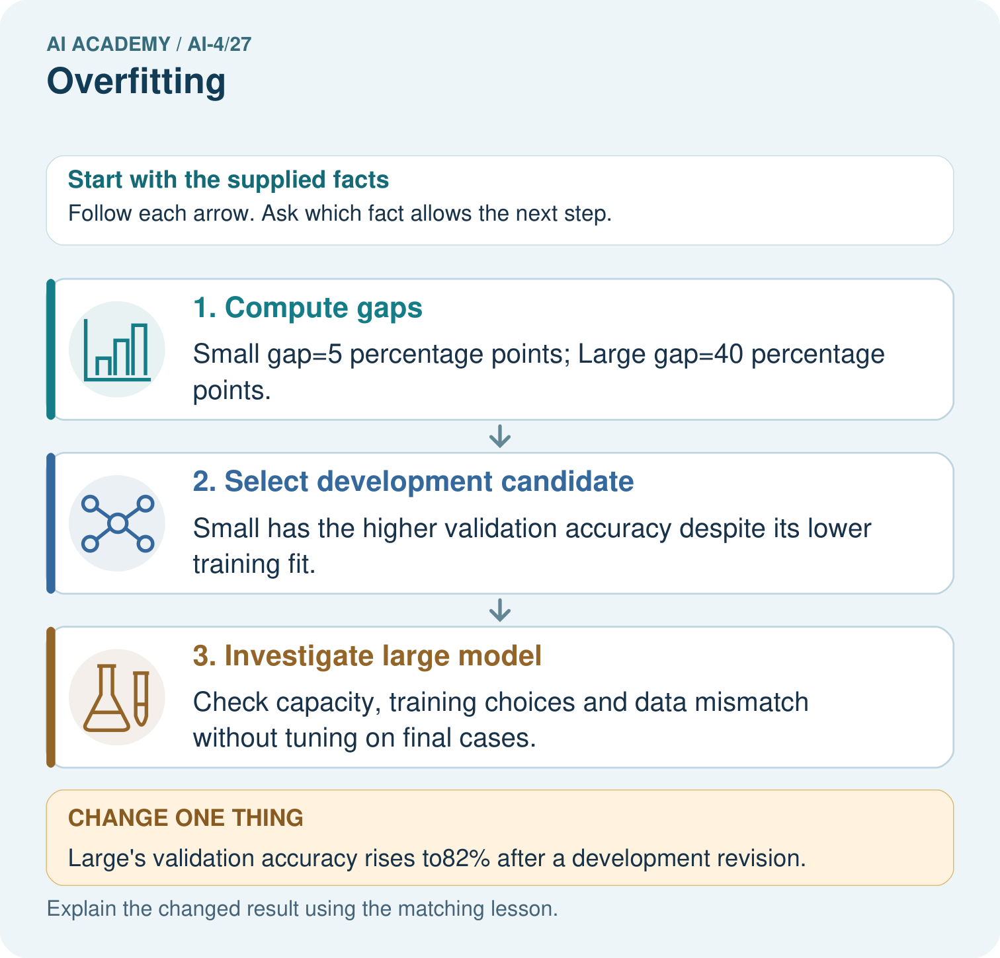 AI ACADEMY / AI-4/27
Overfitting
Start with the supplied facts
Follow each arrow. Ask which fact allows the next step.
1. Compute gaps
Small gap=5 percentage points; Large gap=40 percentage
points.
2. Select development candidate
Small has the higher validation accuracy despite its lower
training fit.
3. Investigate large model
Check capacity, training choices and data mismatch
without tuning on final cases.
CHANGE ONE THING
Large's validation accuracy rises to82% after a development revision.
Explain the changed result using the matching lesson.